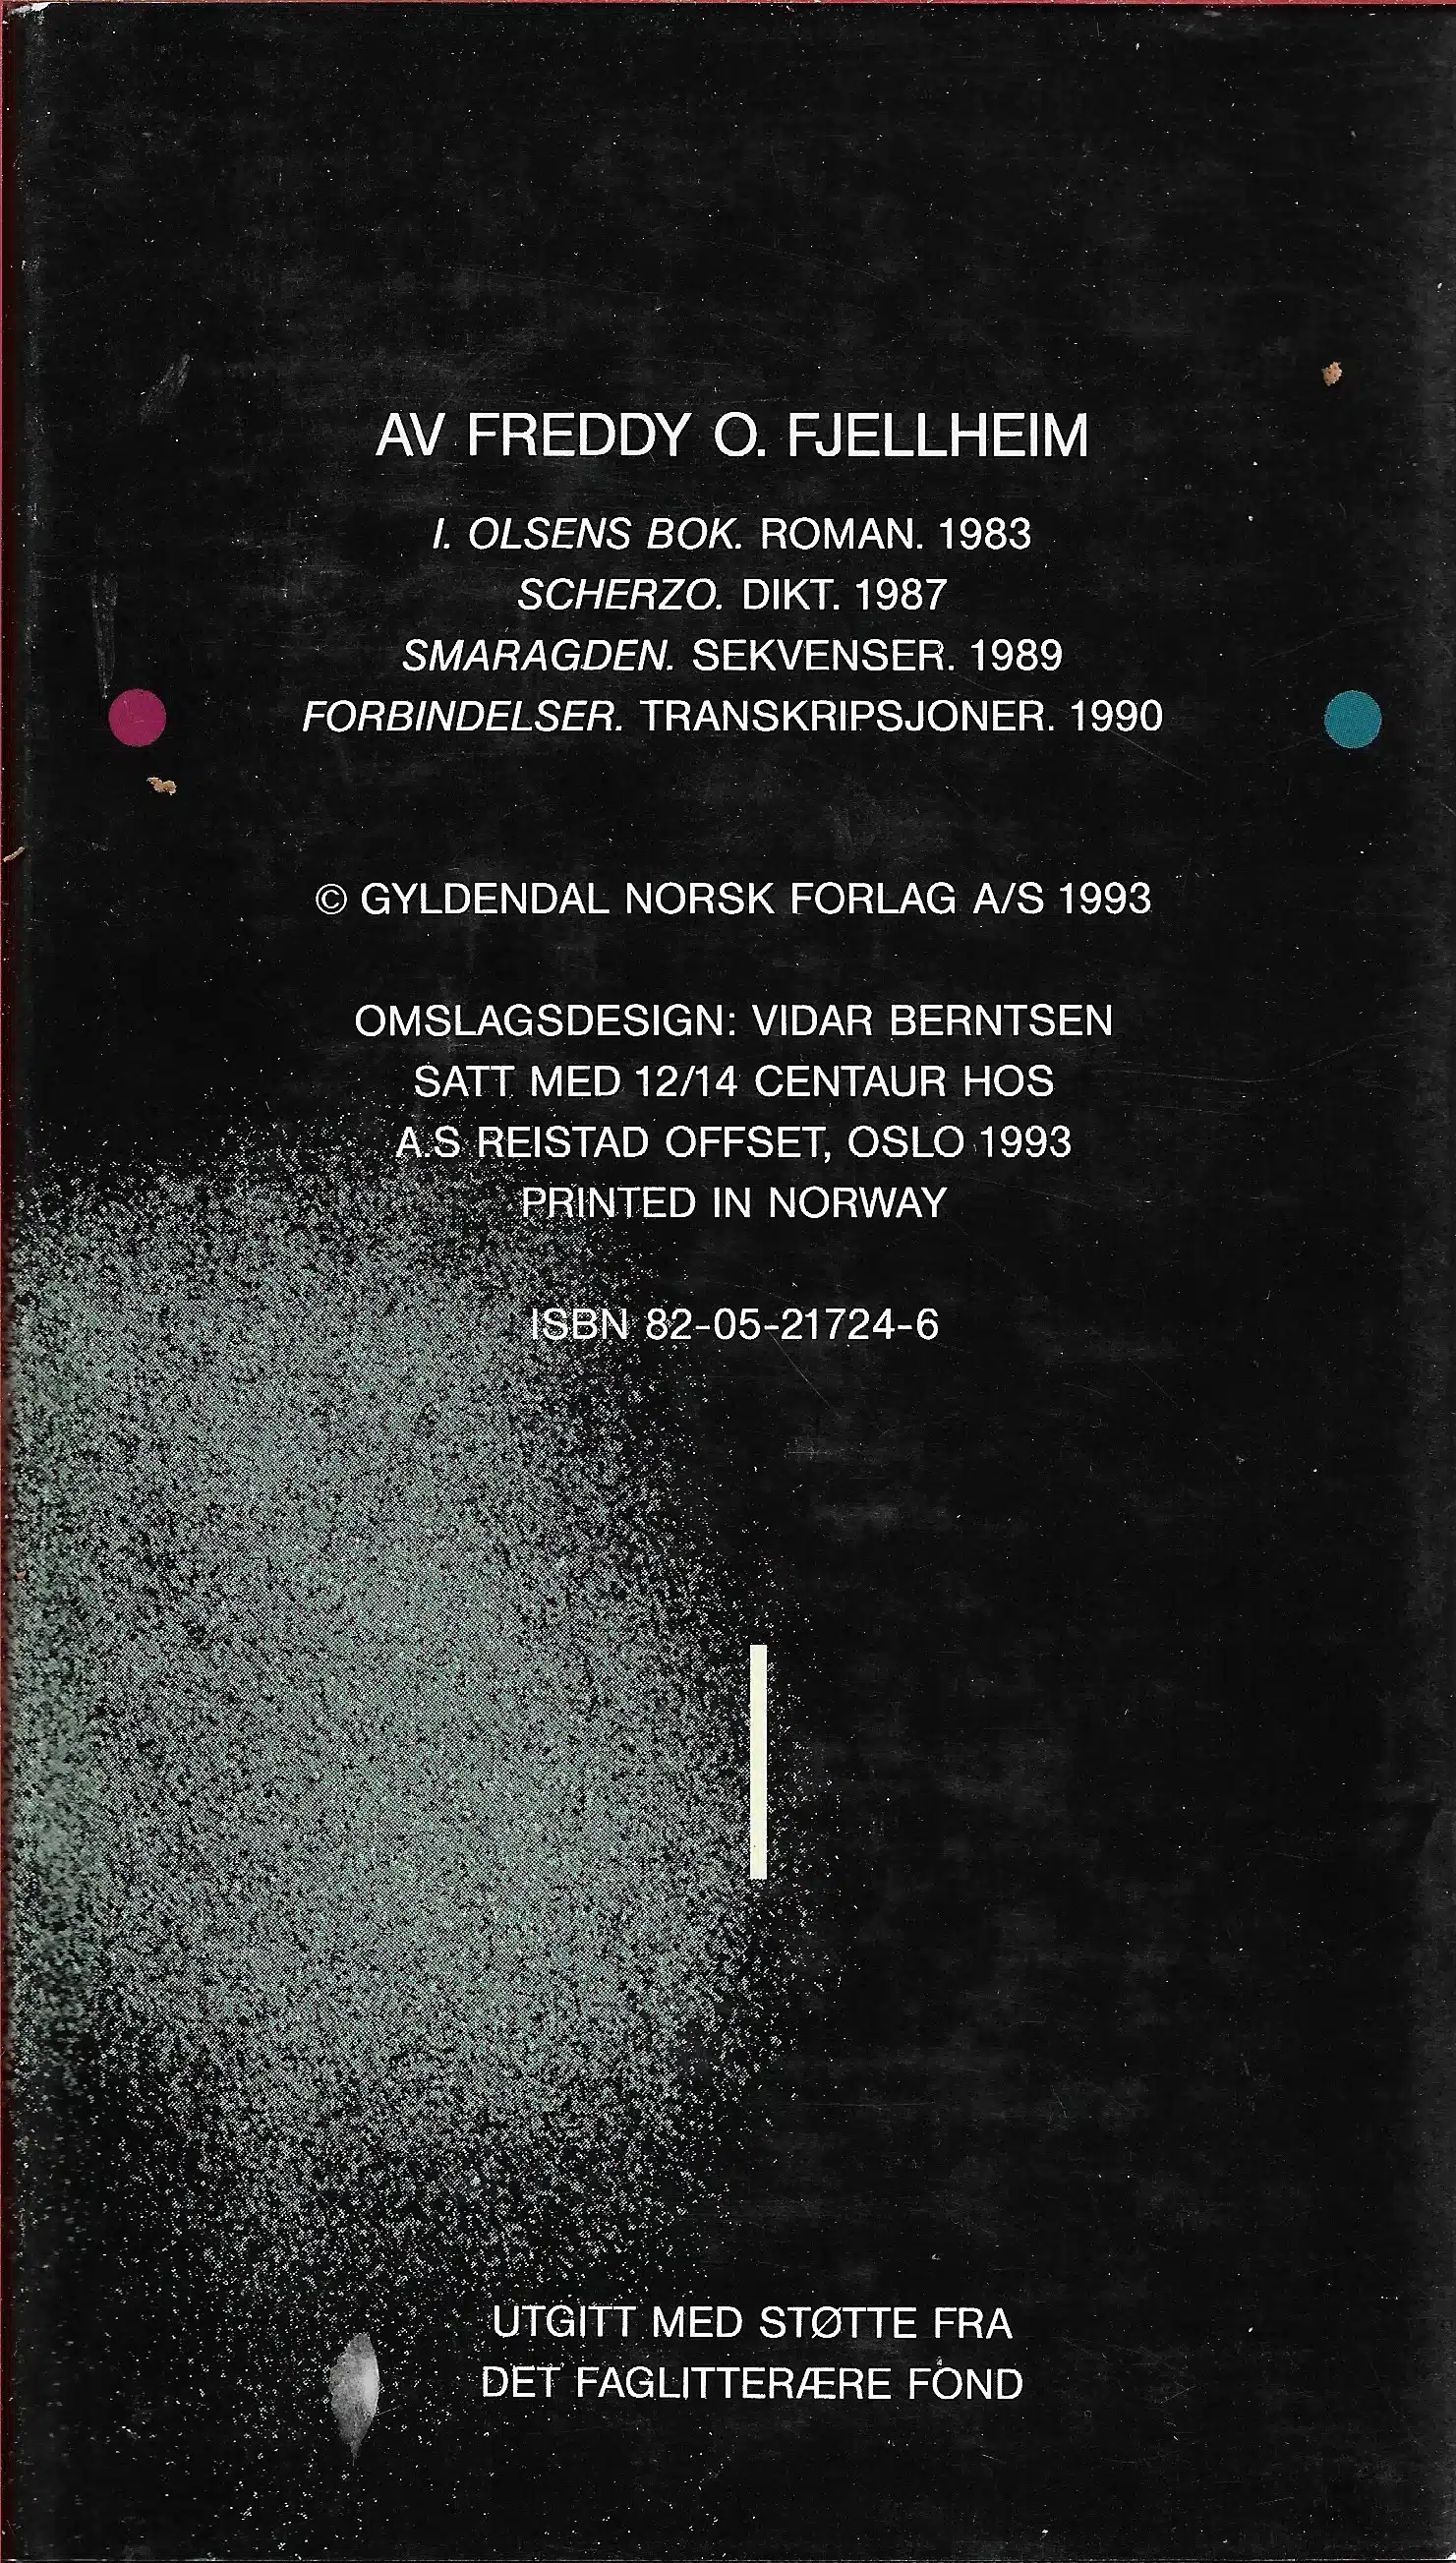 AV FREDDY O. FJELLHEIM
I. OLSENS BOK. ROMAN. 1983
SCHERZO. DIKT. 1987
SMARAGDEN. SEKVENSER. 1989
FORBINDELSER. TRANSKRIPSJONER. 1990
© GYLDENDAL NORSK FORLAG A/S 1993
OMSLAGSDESIGN: VIDAR BERNTSEN
SATT MED 12/14 CENTAUR HOS
A.S REISTAD OFFSET, OSLO 1993
PRINTED IN NORWAY
ISBN 82-05-21724-6
UTGITT MED STØTTE FRA
DET FAGLITTERÆRE FOND